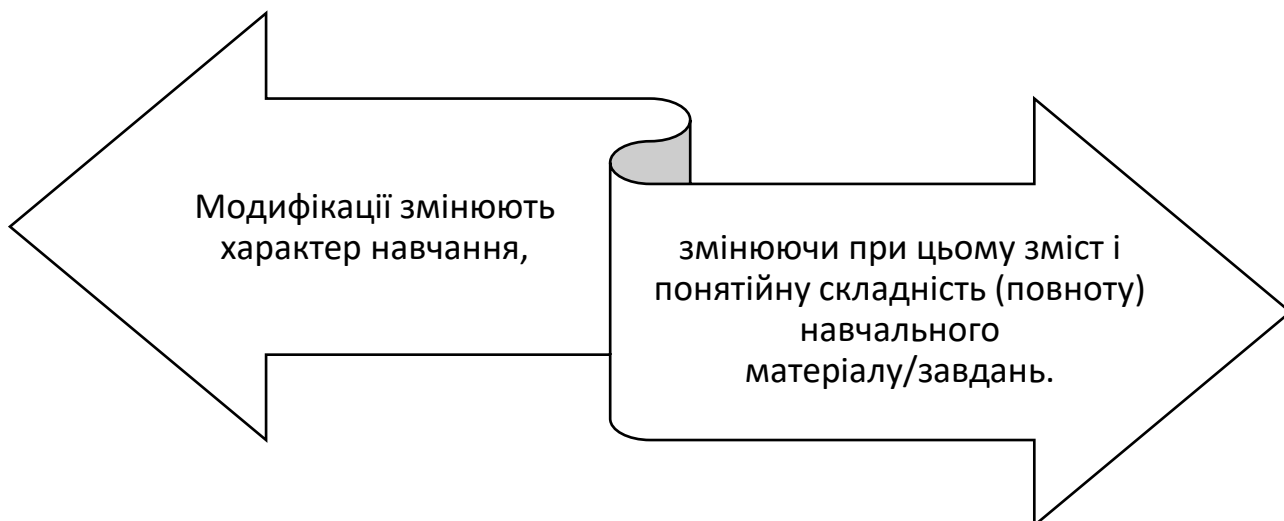 Модифікації змінюють
характер навчання,
змінюючи при цьому зміст і
понятійну складність (повноту)
навчального
матеріалу/завдань.